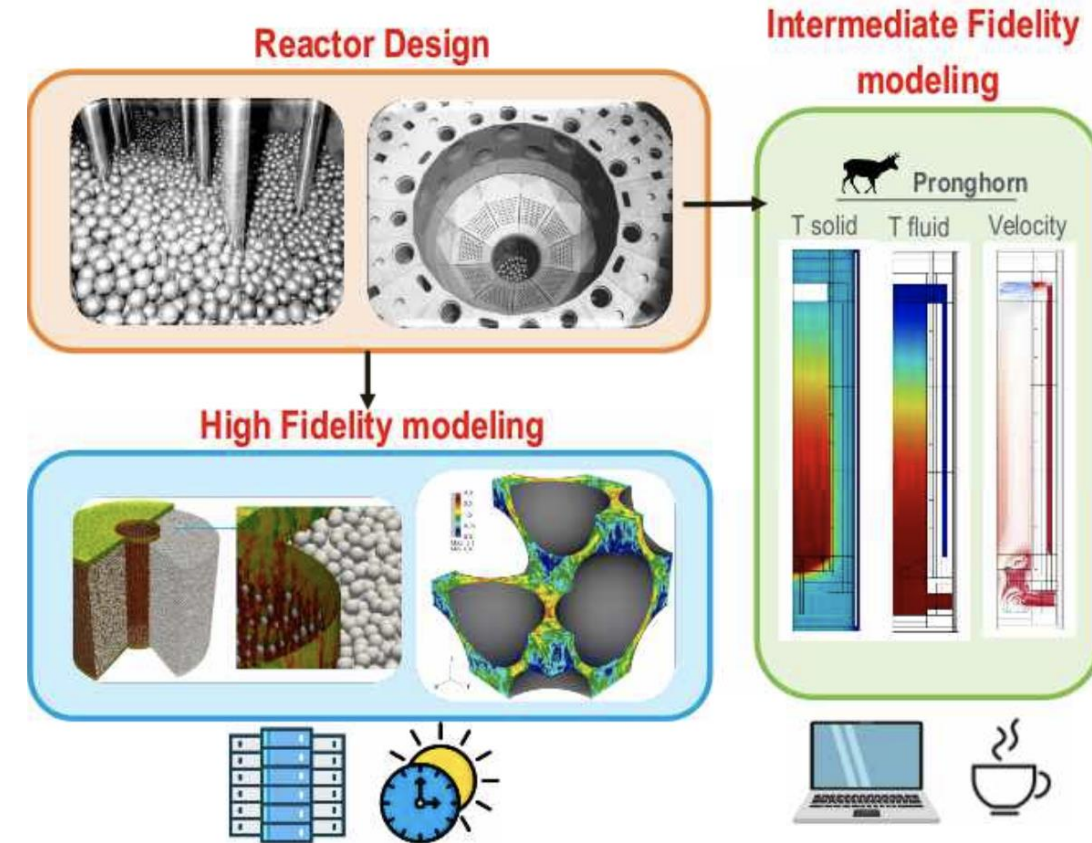 Reactor Design
Intermediate Fidelity
modeling
Pronghorn
T solid
T fluid
Velocity
High Fidelity modeling